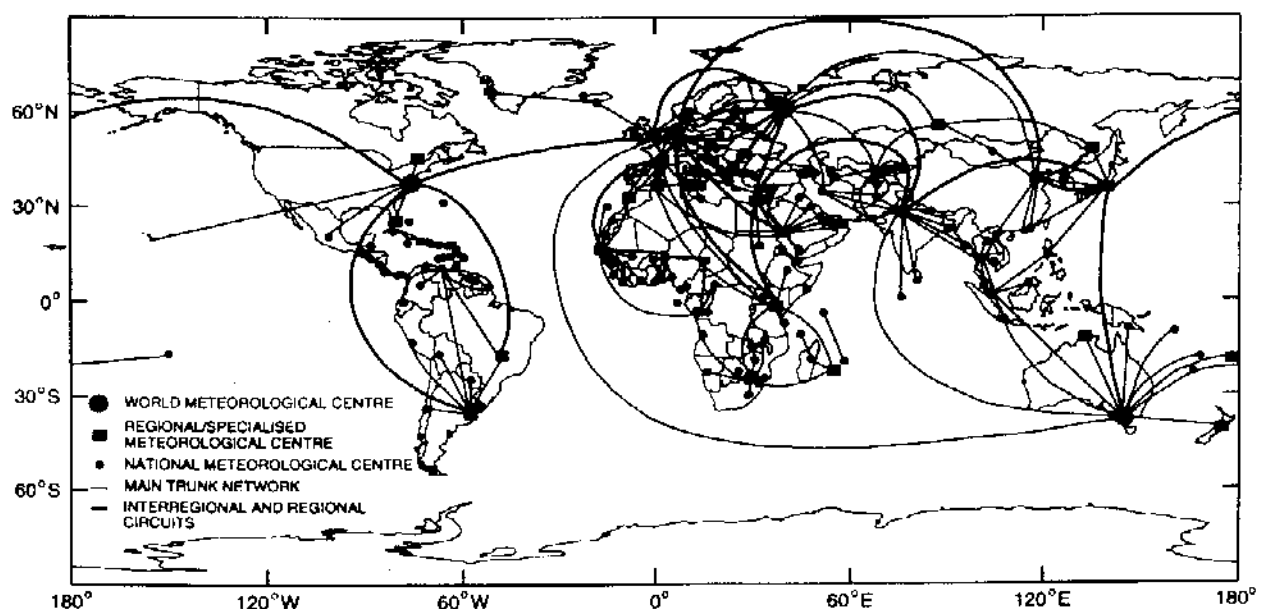 60°N
30°N
0°
30°S
60°S
WORLD METEOROLOGICAL CENTRE
REGIONAL/SPECIALISED
METEOROLOGICAL CENTRE
NATIONAL METEOROLOGICAL CENTRE
MAIN TRUNK NETWORK
INTERREGIONAL AND REGIONAL
CIRCUITS
180° 120°W 60°W 0° 60°E 120°E 180°